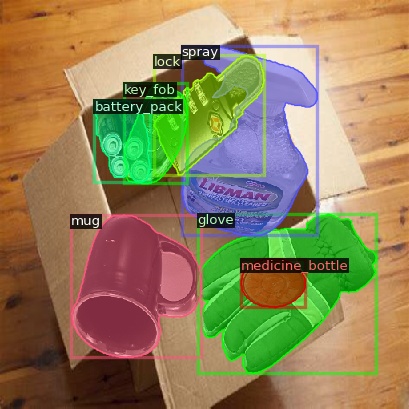 spray
lock
key_fob
battery_pack
LIBMAN
mug
glove
medicine_bottle